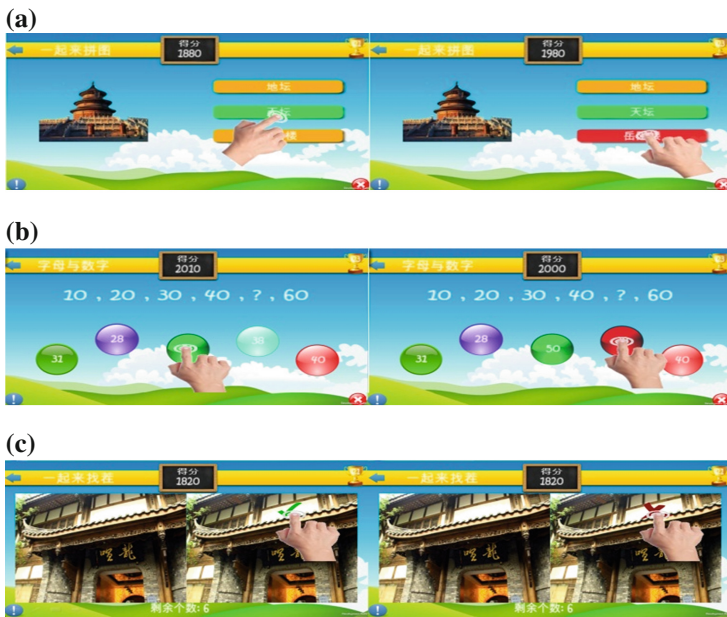 (a)
一起来拼图
得分
1880
地坛
天坛
楼
!
一起来拼图
得分
1980
地坛
天坛
岳
!
(b)
字母与数字
得分
2010
10 , 20 , 30 , 40 , ? , 60
31
28
38
40
!
字母与数字
得分
2000
10 , 20 , 30 , 40 , ? , 60
31
28
50
40
!
(c)
一起来找茬
得分
1820
剩余个数: 6
!
一起来找茬
得分
1820
剩余个数: 6
!